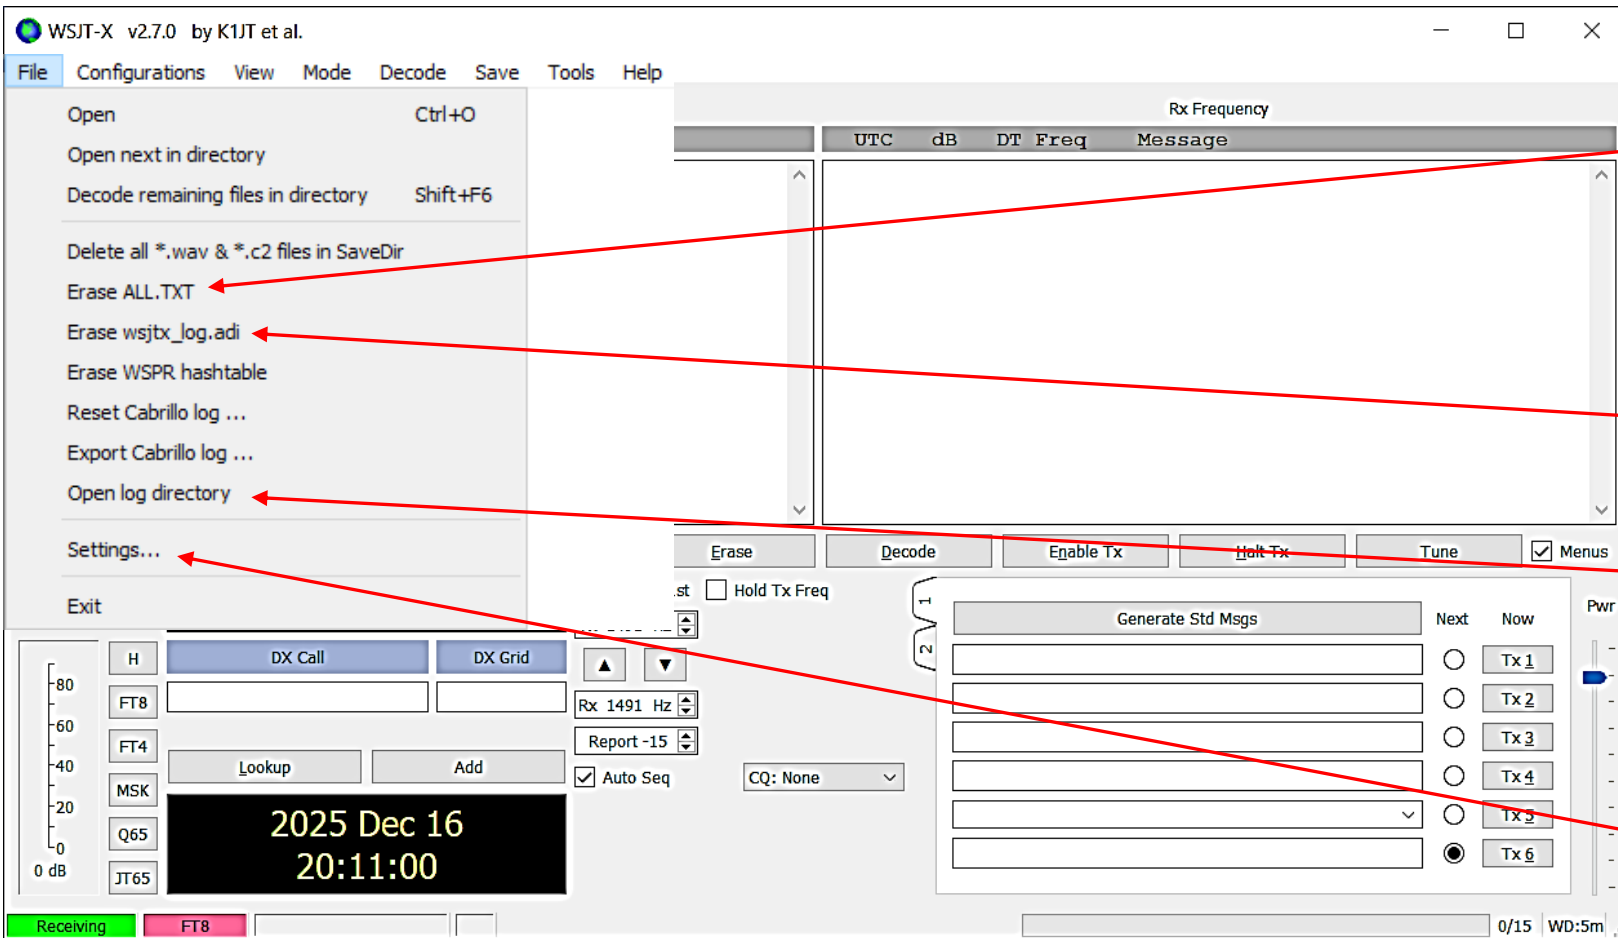 WSJT-X v2.7.0 by K1JT et al.
File Configurations View Mode Decode Save Tools Help
Open Ctrl+O
Open next in directory
Decode remaining files in directory Shift+F6
Delete all *.wav & *.c2 files in SaveDir
Erase ALL.TXT
Erase wsjtx_log.adi
Erase WSPR hashtable
Reset Cabrillo log ...
Export Cabrillo log ...
Open log directory
Settings...
Exit
Rx Frequency
UTC dB DT Freq Message
Erase Decode Enable Tx Halt Tx Tune Menus
Hold Tx Freq
1
2
Generate Std Msgs Next Now Pwr
Tx 1
Tx 2
Tx 3
Tx 4
Tx 5
Tx 6
H DX Call DX Grid
FT8
FT4
MSK
Q65
JT65
80
60
40
20
0
0 dB
Rx 1491 Hz
Report -15
Lookup Add
Auto Seq CQ: None
2025 Dec 16
20:11:00
Receiving FT8 0/15 WD:5m